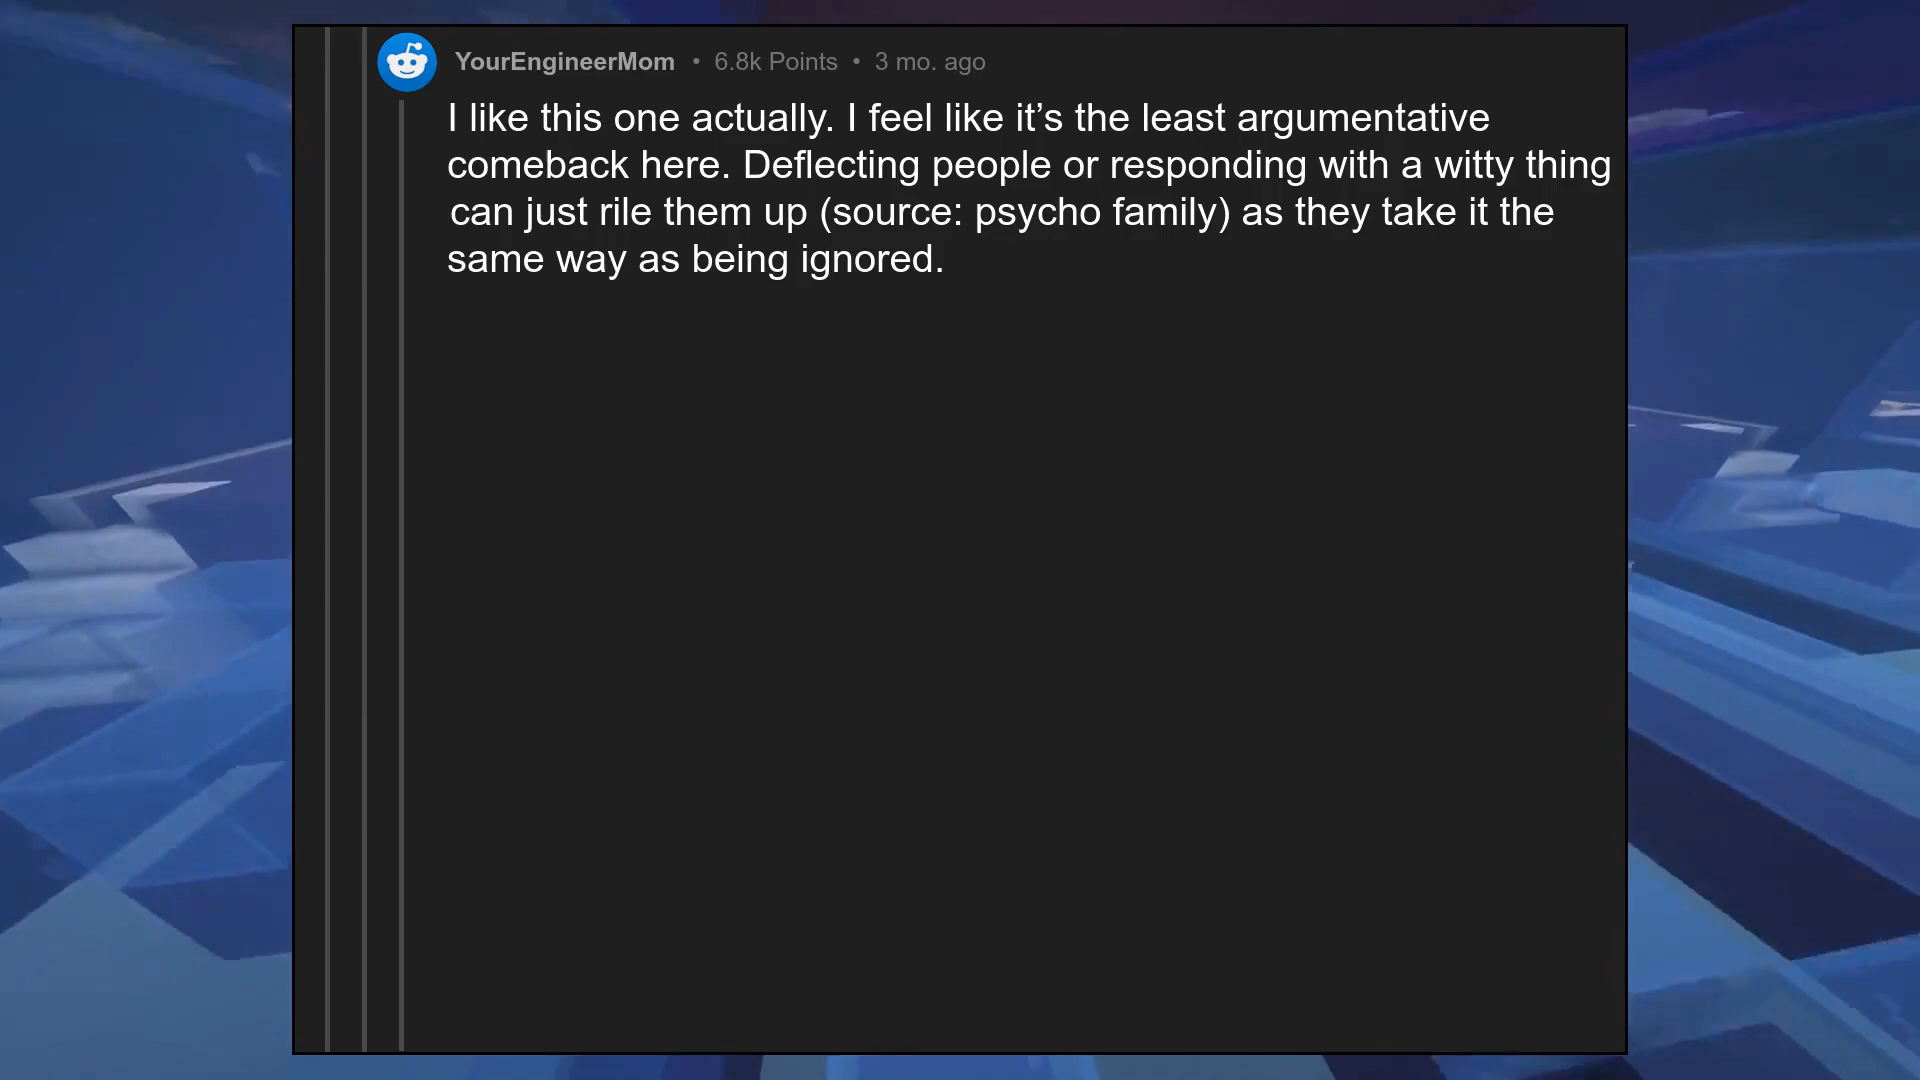 YourEngineerMom • 6.8k Points • 3 mo. ago
I like this one actually. I feel like it’s the least argumentative
comeback here. Deflecting people or responding with a witty thing
can just rile them up (source: psycho family) as they take it the
same way as being ignored.